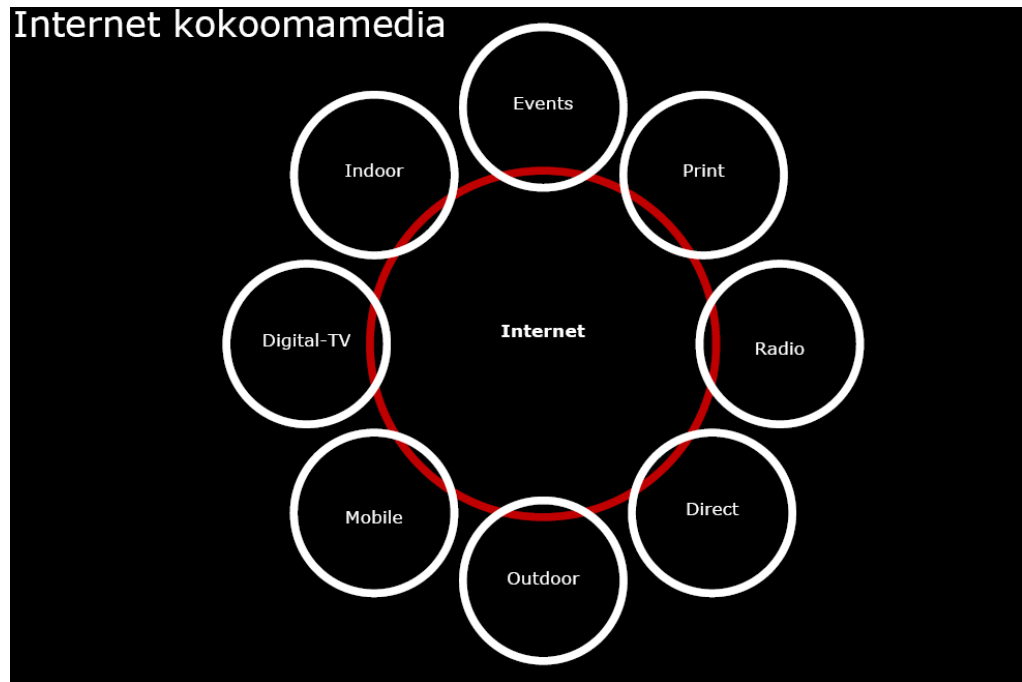 Internet kokoomamedia
Events
Indoor
Print
Internet
Digital-TV
Radio
Direct
Mobile
Outdoor